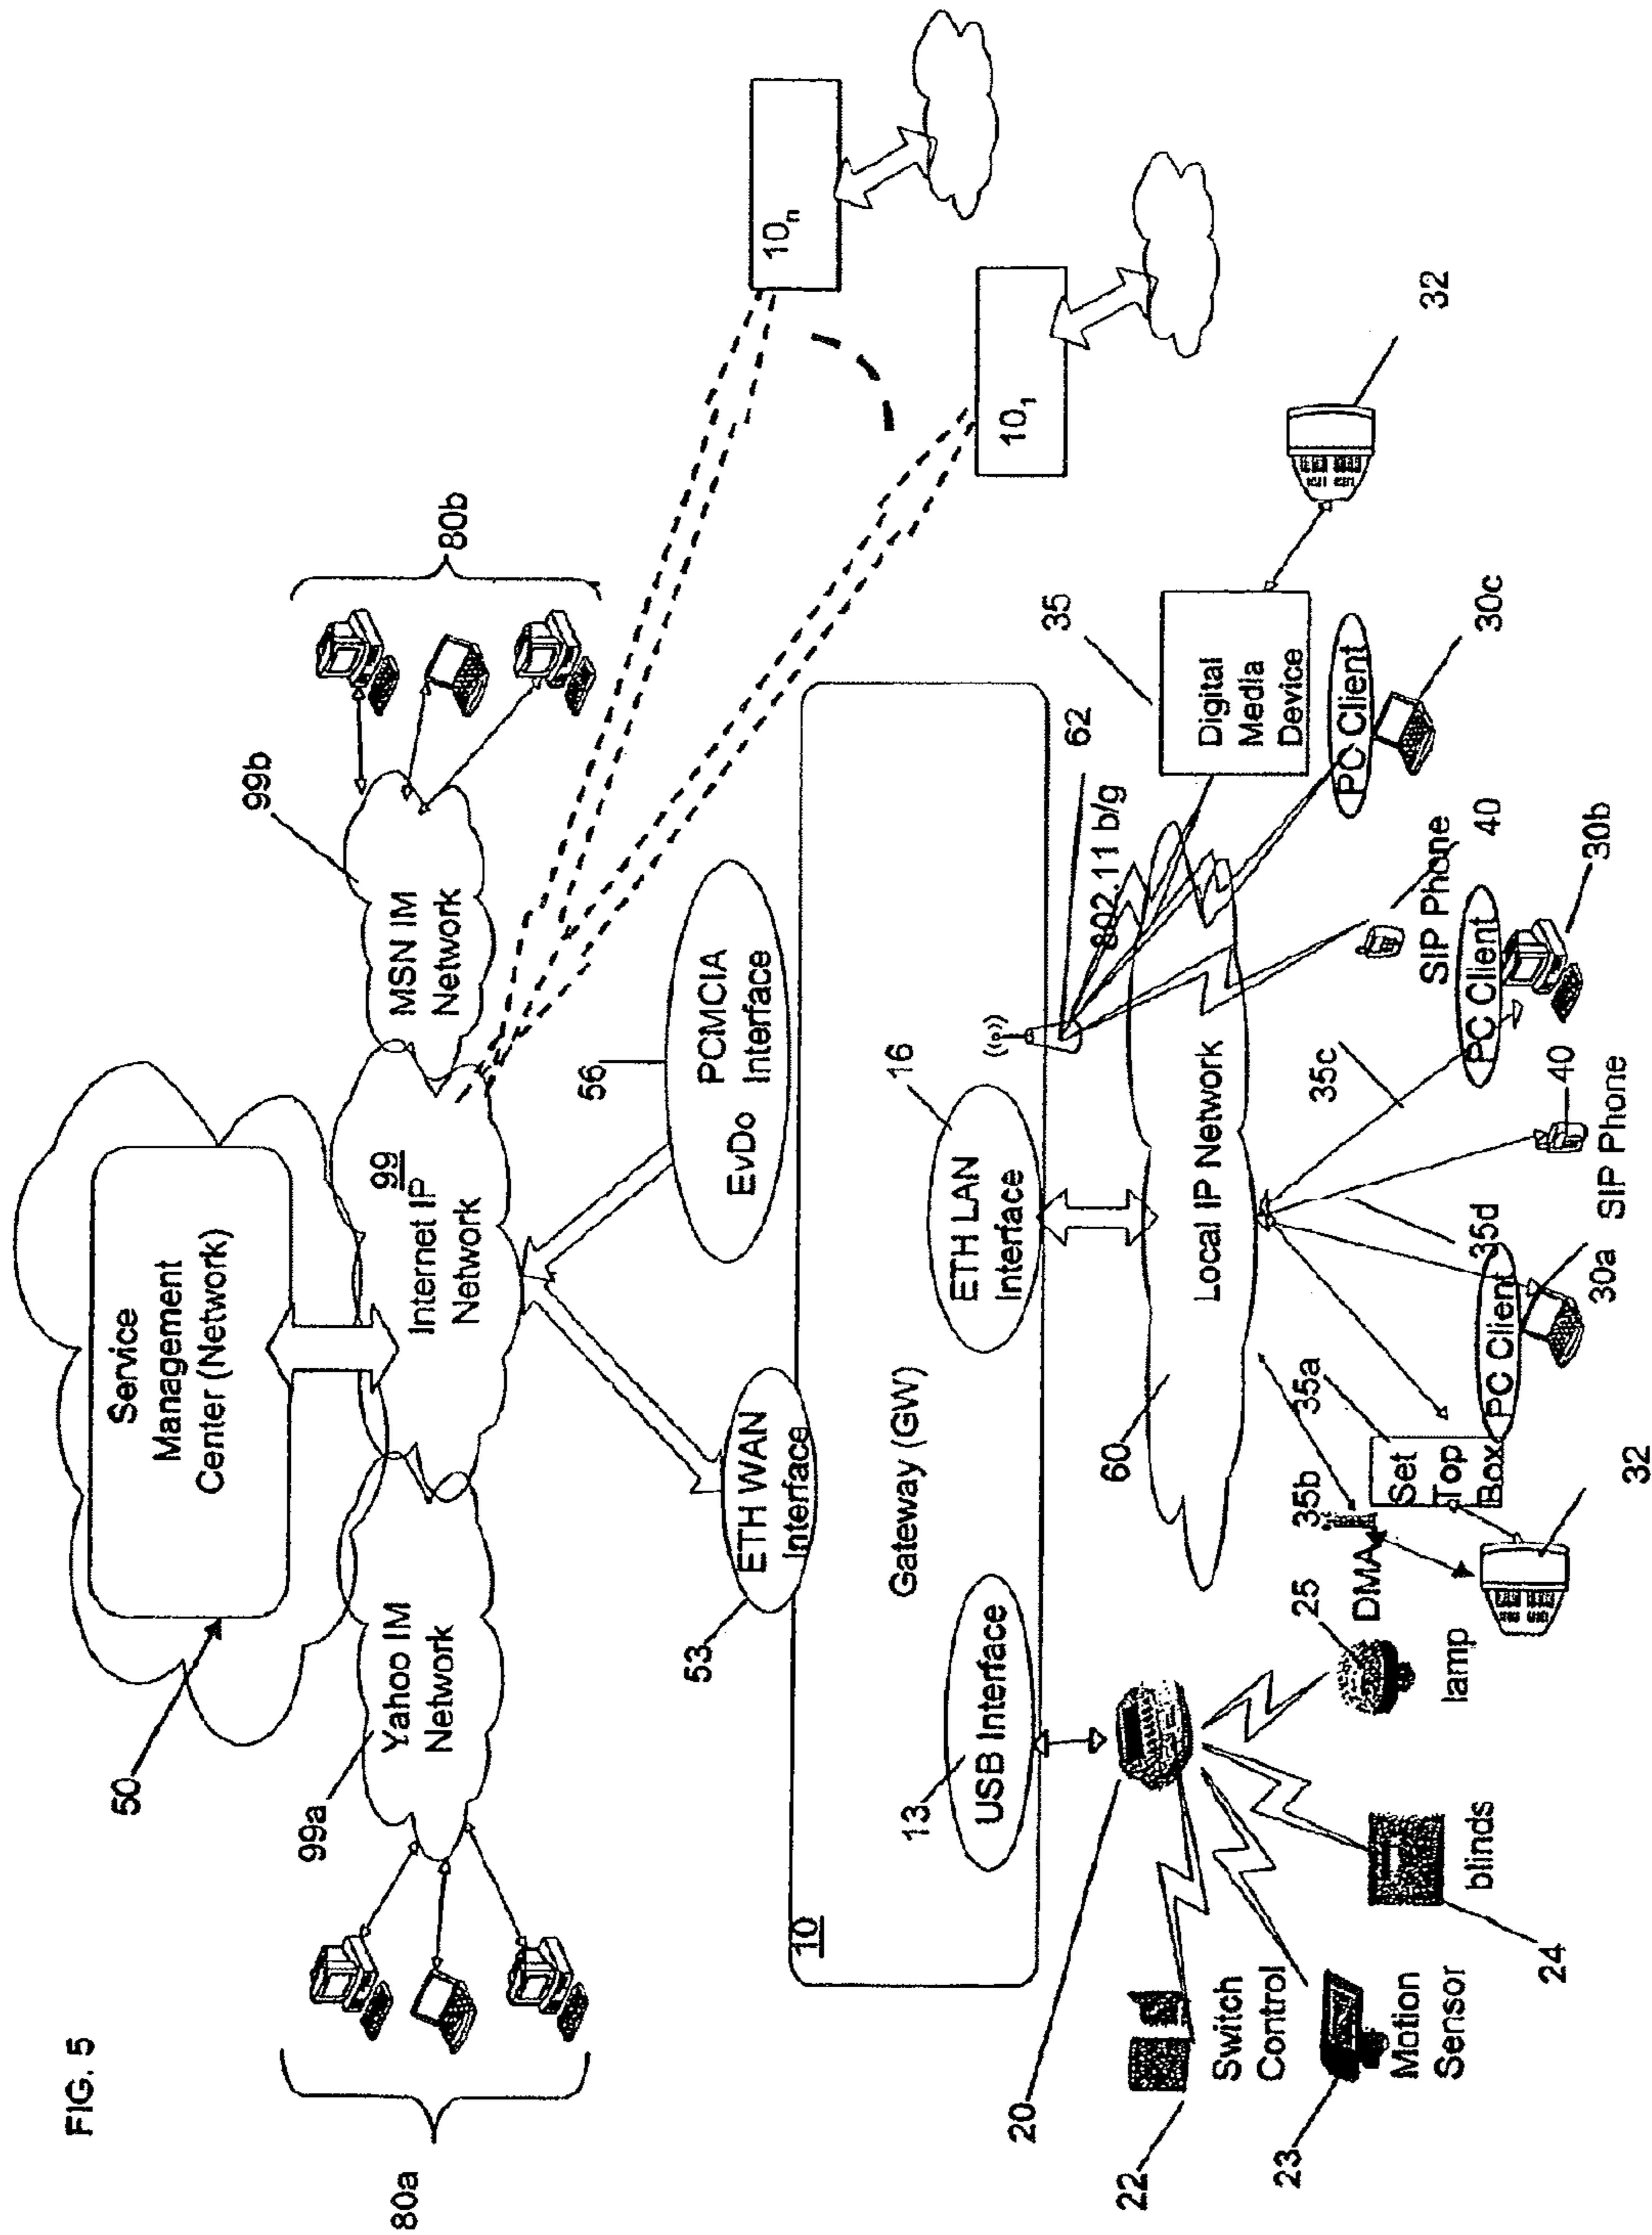 FIG. 5
50
Service
Management
Center (Network)
80a
99a
Yahoo IM
Network
99
Internet IP
Network
99b
MSN IM
Network
80b
53
ETH WAN
Interface
56
PCMCIA
EvDo Interface
10n
101
10
Gateway (GW)
13
USB Interface
16
ETH LAN
Interface
62
802.11 b/g
35
Digital
Media
Device
32
20
22
Switch
Control
23
Motion
Sensor
24
blinds
25
lamp
60
Local IP Network
35b
DMA
35a
Set
Top
Box
32
PC Client
30a
35d
35c
40
SIP Phone
PC Client
30b
SIP Phone
40
PC Client
30c